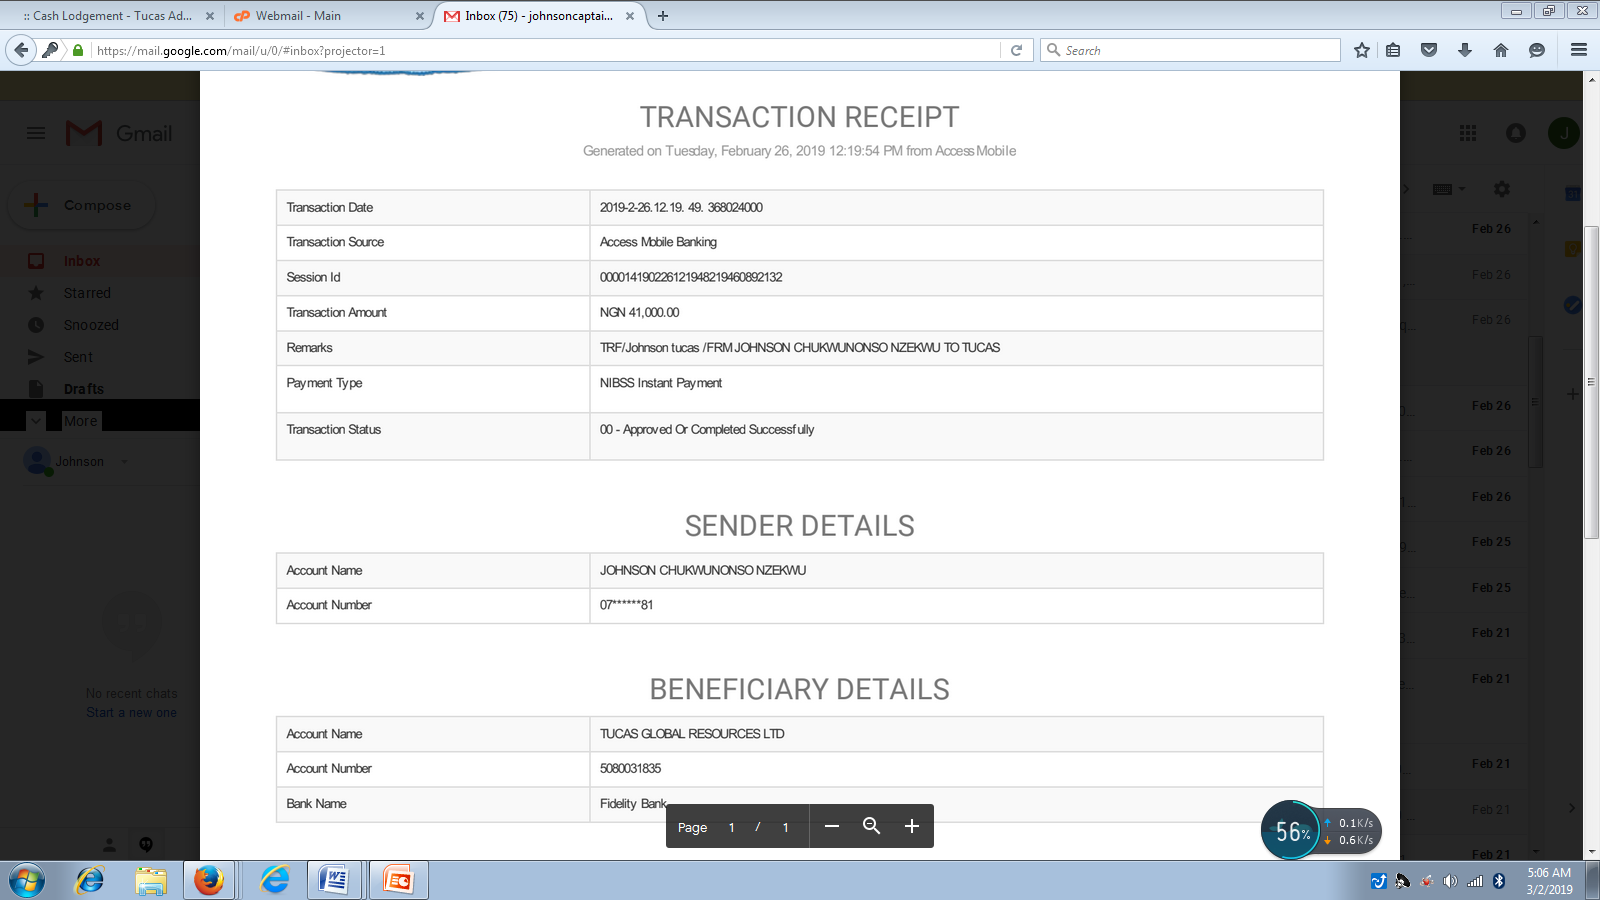 :: Cash Lodgement - Tucas Ad...
Webmail - Main
Inbox (75) - johnsoncaptai...
https://mail.google.com/mail/u/0/#inbox?projector=1
Search
Gmail
J
Compose
Inbox
Starred
Snoozed
Sent
Drafts
More
Johnson
No recent chats
Start a new one
TRANSACTION RECEIPT
Generated on Tuesday, February 26, 2019 12:19:54 PM from AccessMobile
Transaction Date 2019-2-26.12.19. 49. 368024000
Transaction Source Access Mobile Banking
Session Id 000014190226121948219460892132
Transaction Amount NGN 41,000.00
Remarks TRF/Johnson tucas /FRM JOHNSON CHUKWUNONSO NZEKWU TO TUCAS
Payment Type NIBSS Instant Payment
Transaction Status 00 - Approved Or Completed Successfully
SENDER DETAILS
Account Name JOHNSON CHUKWUNONSO NZEKWU
Account Number 07******81
BENEFICIARY DETAILS
Account Name TUCAS GLOBAL RESOURCES LTD
Account Number 5080031835
Bank Name Fidelity Bank
Page 1 / 1
Feb 26
Feb 26
Feb 26
Feb 26
Feb 26
Feb 26
Feb 25
Feb 25
Feb 21
Feb 21
Feb 21
Feb 21
Feb 21
31
56%
0.1K/s
0.6K/s
5:06 AM
3/2/2019